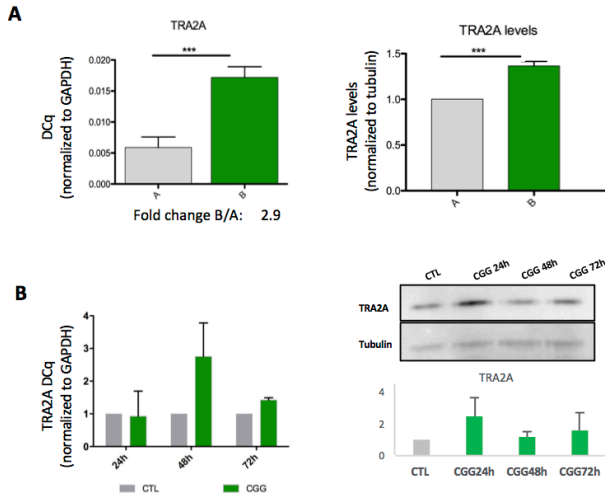 A
TRA2A
***
DCq
(normalized to GAPDH)
0.020
0.015
0.010
0.005
0.000
A
B
Fold change B/A: 2.9
TRA2A levels
***
TRA2A levels
(normalized to tubulin)
1.5
1.0
0.5
0.0
A
B
B
TRA2A DCq
(normalized to GAPDH)
4
3
2
1
0
24h
48h
72h
CTL
CGG
CTL
CGG 24h
CGG 48h
CGG 72h
TRA2A
Tubulin
TRA2A
4
2
0
CTL
CGG24h
CGG48h
CGG72h